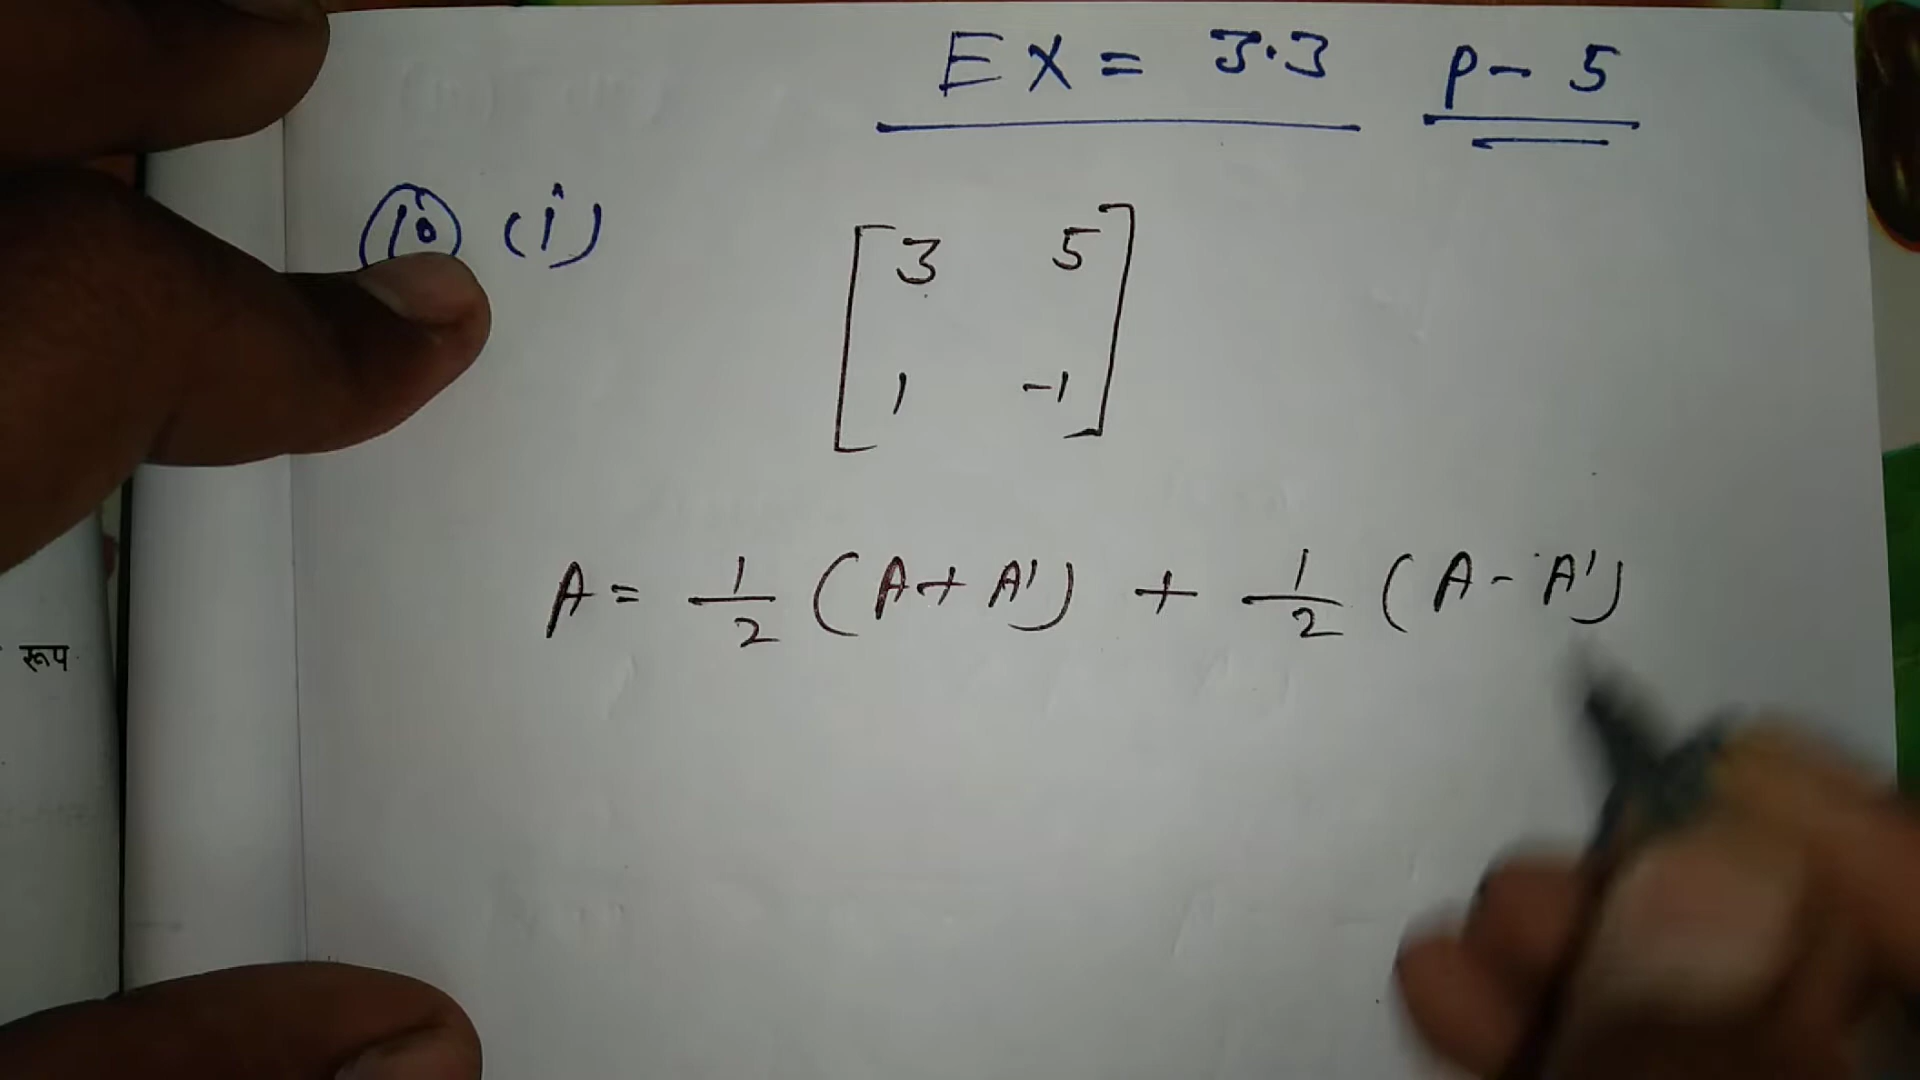 EX = 3.3 P- 5
10 (i) [3 5
1 -1]
A = 1/2 (A + A') + 1/2 (A - A')
रूप